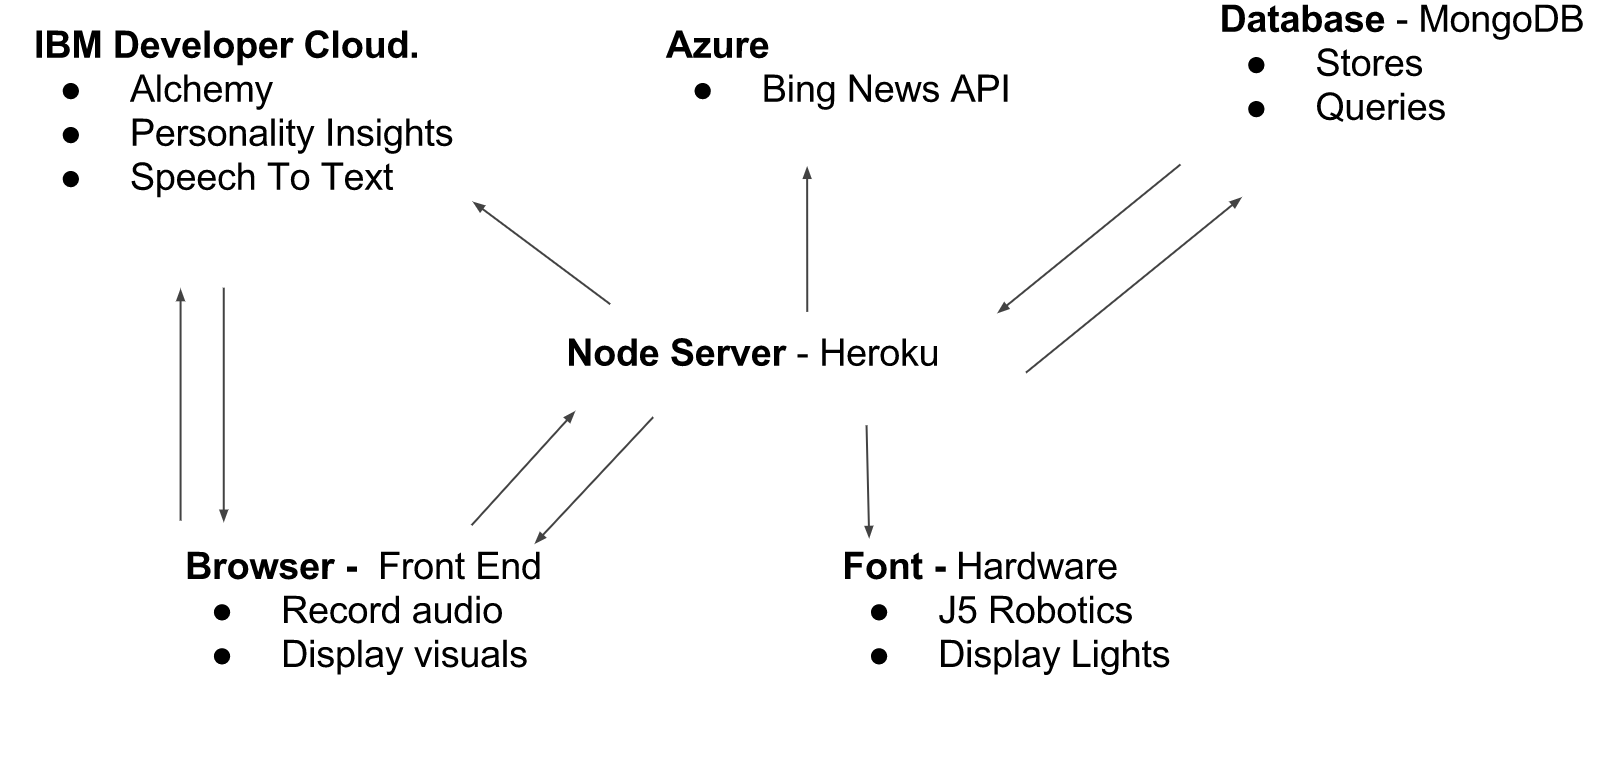 IBM Developer Cloud.
● Alchemy
● Personality Insights
● Speech To Text
Azure
● Bing News API
Database - MongoDB
● Stores
● Queries
Node Server - Heroku
Browser - Front End
● Record audio
● Display visuals
Font - Hardware
● J5 Robotics
● Display Lights